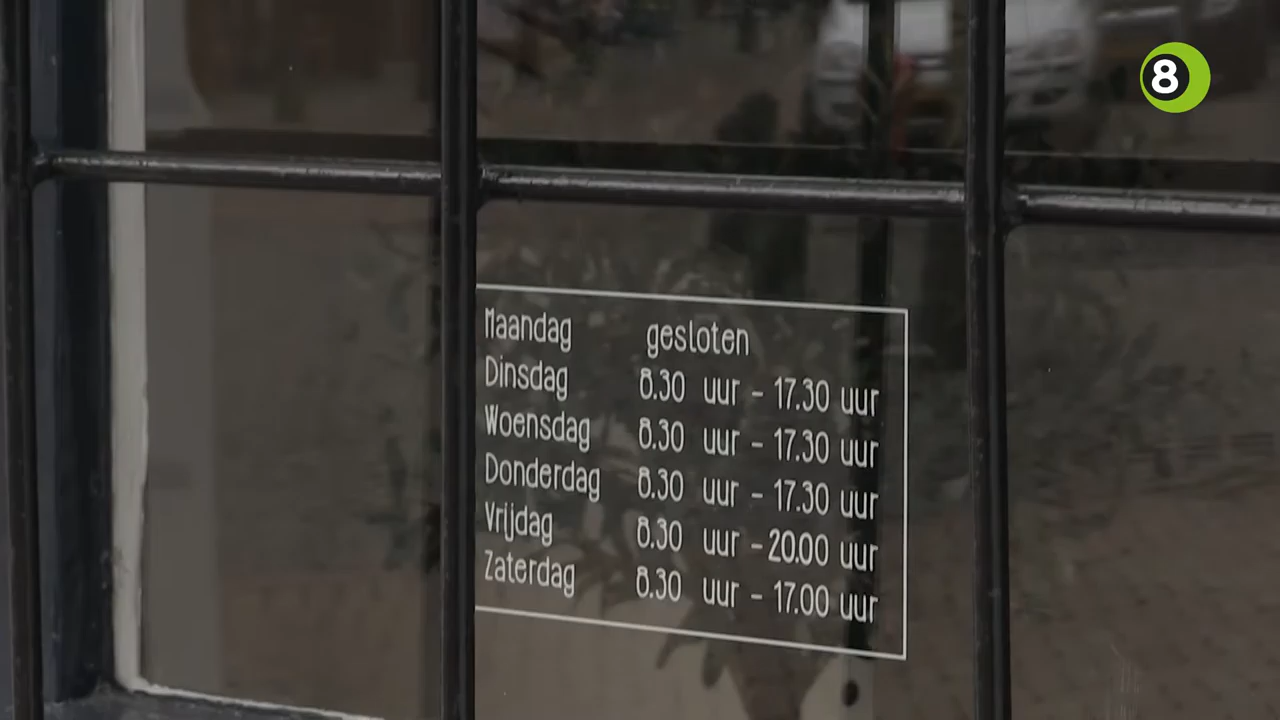 8
Maandag gesloten
Dinsdag 8.30 uur - 17.30 uur
Woensdag 8.30 uur - 17.30 uur
Donderdag 8.30 uur - 17.30 uur
Vrijdag 8.30 uur - 20.00 uur
Zaterdag 8.30 uur - 17.00 uur